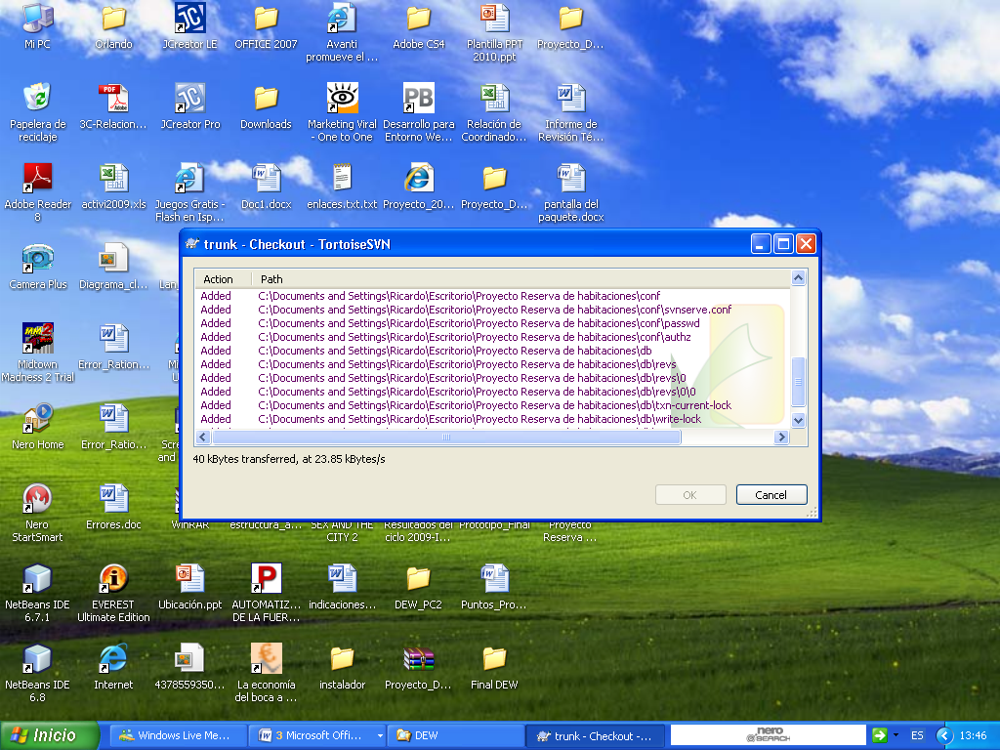 Mi PC
Orlando
JCreator LE
OFFICE 2007
Avanti
promueve el ...
Adobe CS4
Plantilla PPT
2010.ppt
Proyecto_D...
Papelera de
reciclaje
3C-Relacion...
JCreator Pro
Downloads
Marketing Viral
- One to One
Desarrollo para
Entorno We...
Relación de
Coordinado...
Informe de
Revisión Té...
Adobe Reader
8
activi2009.xls
Juegos Gratis -
Flash en Isp...
Doc1.docx
enlaces.txt.txt
Proyecto_20...
Proyecto_D...
pantalla del
paquete.docx
trunk - Checkout - TortoiseSVN
Camera Plus
Diagrama_cl...
Action Path
Added C:\Documents and Settings\Ricardo\Escritorio\Proyecto Reserva de habitaciones\conf
Added C:\Documents and Settings\Ricardo\Escritorio\Proyecto Reserva de habitaciones\conf\svnserve.conf
Added C:\Documents and Settings\Ricardo\Escritorio\Proyecto Reserva de habitaciones\conf\passwd
Added C:\Documents and Settings\Ricardo\Escritorio\Proyecto Reserva de habitaciones\conf\authz
Added C:\Documents and Settings\Ricardo\Escritorio\Proyecto Reserva de habitaciones\db
Added C:\Documents and Settings\Ricardo\Escritorio\Proyecto Reserva de habitaciones\db\revs
Added C:\Documents and Settings\Ricardo\Escritorio\Proyecto Reserva de habitaciones\db\revs\0
Added C:\Documents and Settings\Ricardo\Escritorio\Proyecto Reserva de habitaciones\db\revs\0\0
Added C:\Documents and Settings\Ricardo\Escritorio\Proyecto Reserva de habitaciones\db\txn-current-lock
Added C:\Documents and Settings\Ricardo\Escritorio\Proyecto Reserva de habitaciones\db\write-lock
40 kBytes transferred, at 23.85 kBytes/s
OK
Cancel
Midtown
Madness 2 Trial
Error_Ration...
Nero Home
Error_Ratio...
Nero
StartSmart
Errores.doc
WinRAR
estructura_a...
SEX AND THE
CITY 2
Resultados del
ciclo 2009-I...
Prototipo_Final
Proyecto
Reserva ...
NetBeans IDE
6.7.1
EVEREST
Ultimate Edition
Ubicación.ppt
AUTOMATIZ...
DE LA FUER...
indicaciones...
DEW_PC2
Puntos_Pro...
NetBeans IDE
6.8
Internet
4378559350...
La economía
del boca a ...
instalador
Proyecto_D...
Final DEW
Inicio
Windows Live Me...
3 Microsoft Offi...
DEW
trunk - Checkout -...
nero
SEARCH
ES
13:46